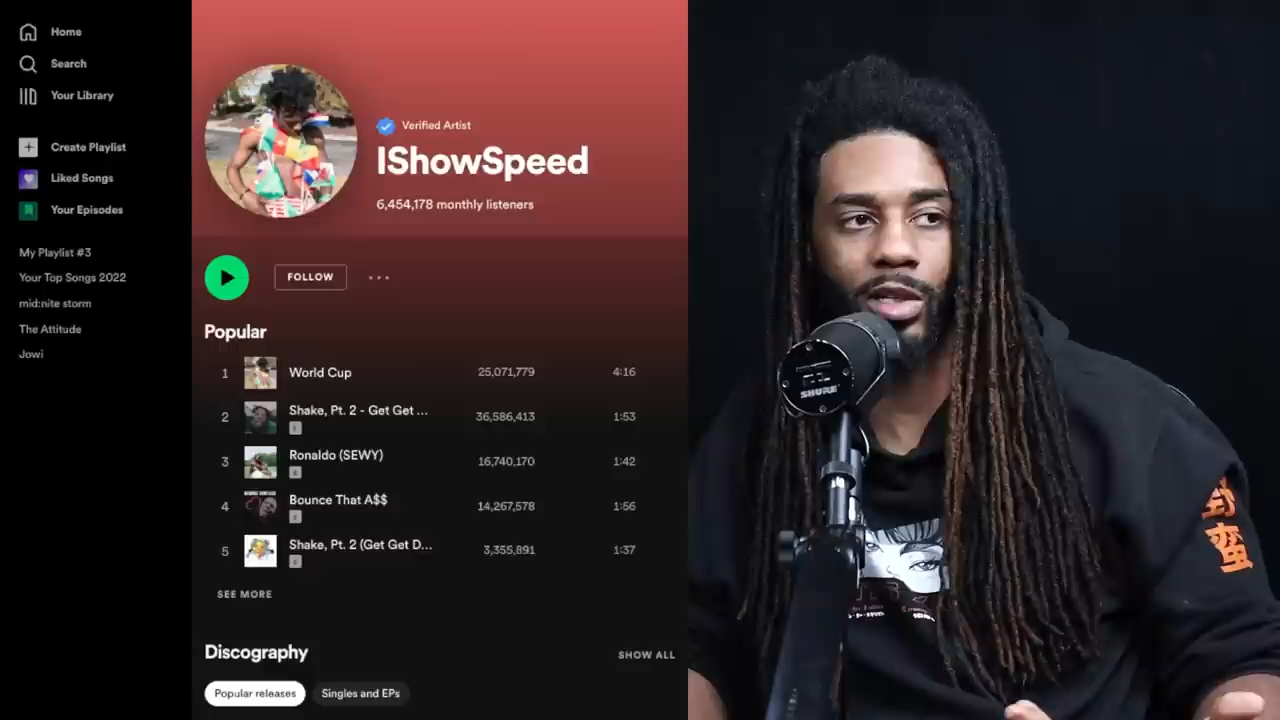 Home
Search
Your Library
Create Playlist
Liked Songs
Your Episodes
My Playlist #3
Your Top Songs 2022
mid:nite storm
The Attitude
Jowi
Verified Artist
IShowSpeed
6,454,178 monthly listeners
FOLLOW
Popular
1 World Cup 25,071,779 4:16
2 Shake, Pt. 2 - Get Get ... 36,586,413 1:53
E
3 Ronaldo (SEWY) 16,740,170 1:42
E
4 Bounce That A$$ 14,267,578 1:56
E
5 Shake, Pt. 2 (Get Get D... 3,355,891 1:37
E
SEE MORE
Discography
SHOW ALL
Popular releases
Singles and EPs
SHURE
蛮